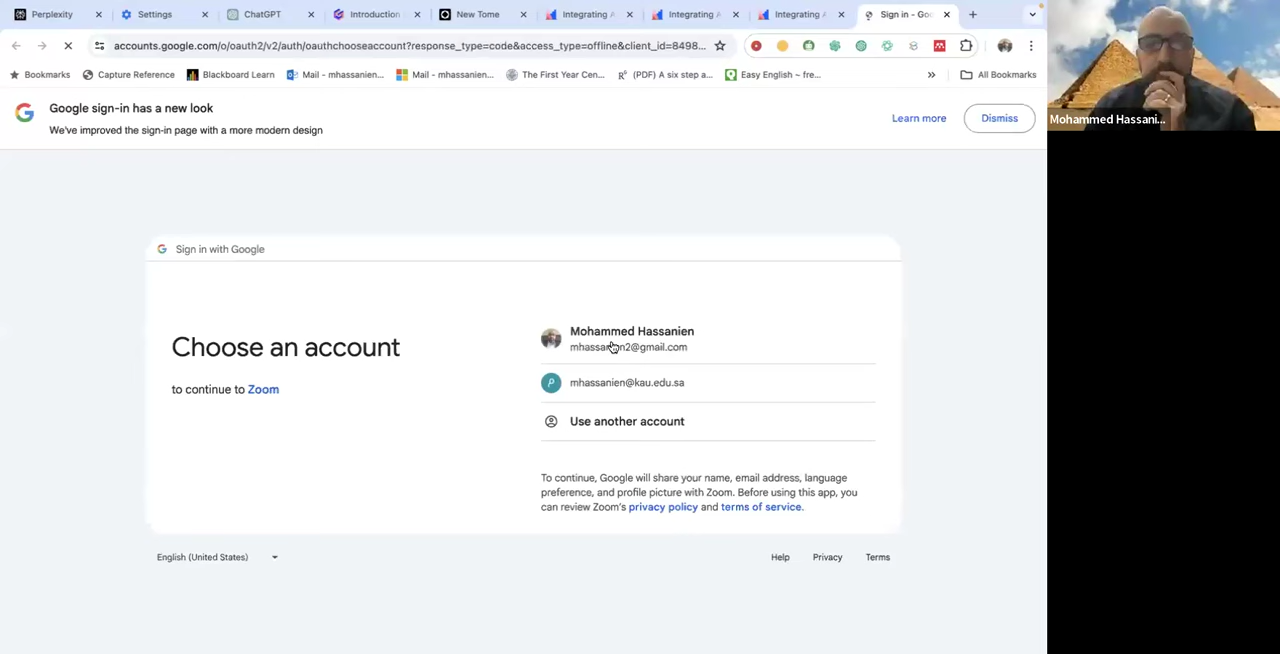 Perplexity
Settings
ChatGPT
Introduction
New Tome
Integrating A
Integrating A
Integrating A
Sign in - Goo
accounts.google.com/o/oauth2/v2/auth/oauthchooseaccount?response_type=code&access_type=offline&client_id=8498...
Bookmarks
Capture Reference
Blackboard Learn
Mail - mhassanien...
Mail - mhassanien...
The First Year Cen...
(PDF) A six step a...
Easy English ~ fre...
»
All Bookmarks
Google sign-in has a new look
We've improved the sign-in page with a more modern design
Learn more
Dismiss
Mohammed Hassani...
Sign in with Google
Choose an account
to continue to Zoom
Mohammed Hassanien
mhassanien2@gmail.com
mhassanien@kau.edu.sa
Use another account
To continue, Google will share your name, email address, language
preference, and profile picture with Zoom. Before using this app, you
can review Zoom's privacy policy and terms of service.
English (United States)
Help
Privacy
Terms